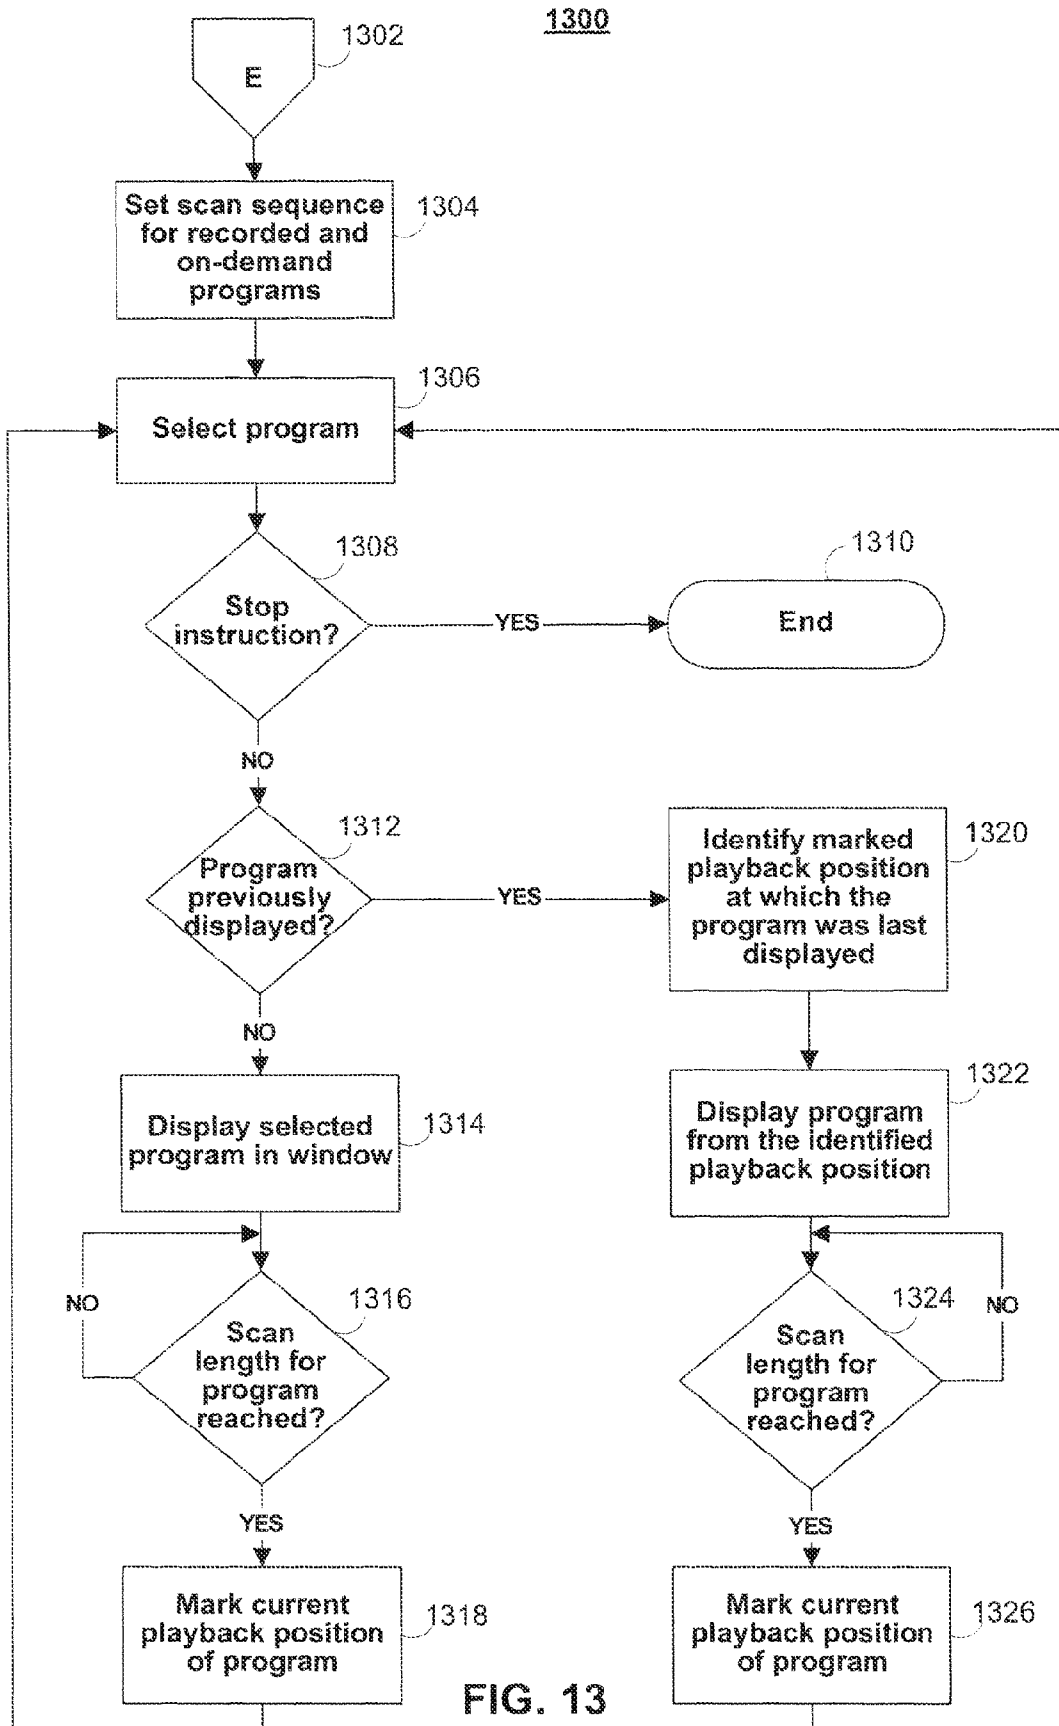 1300
1302
E
Set scan sequence
for recorded and
on-demand
programs
1304
1306
Select program
1308
Stop
instruction?
YES
1310
End
NO
1312
Program
previously
displayed?
YES
1320
Identify marked
playback position
at which the
program was last
displayed
NO
1314
Display selected
program in window
1322
Display program
from the identified
playback position
NO
1316
Scan
length for
program
reached?
1324
NO
Scan
length for
program
reached?
YES
YES
Mark current
playback position
of program
1318
Mark current
playback position
of program
1326
FIG. 13